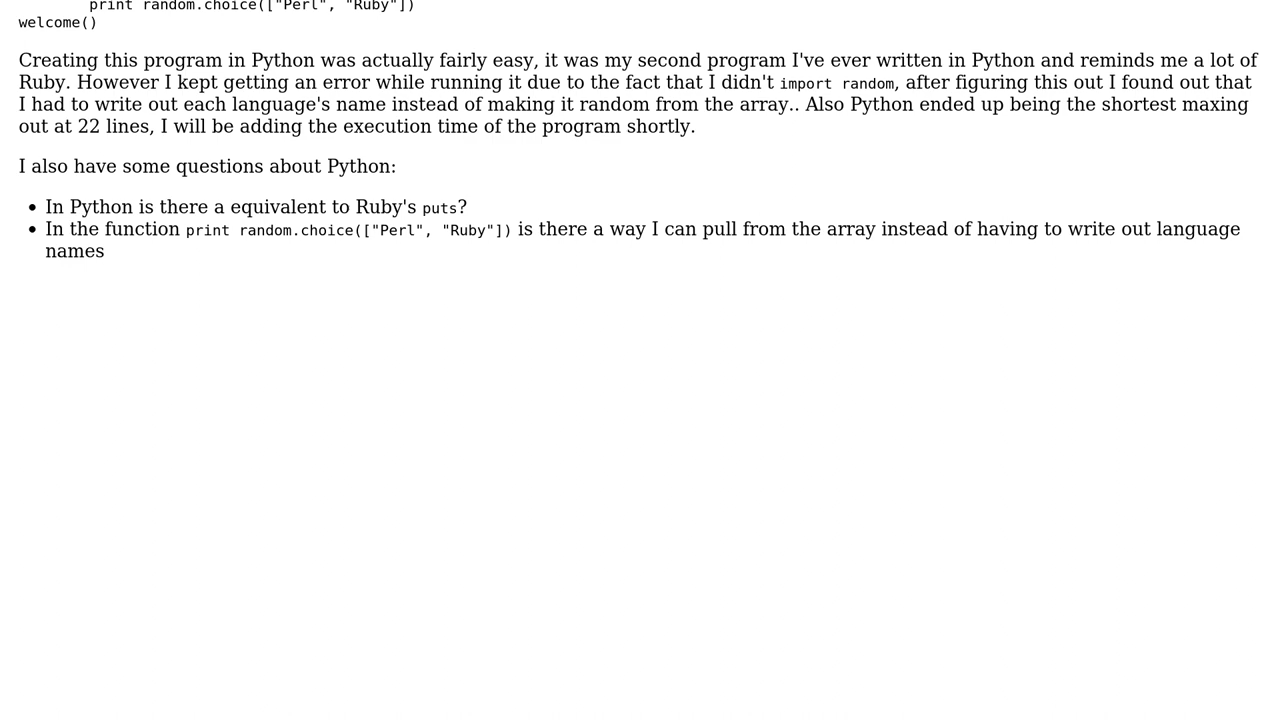 print random.choice(["Perl", "Ruby"])
welcome()
Creating this program in Python was actually fairly easy, it was my second program I've ever written in Python and reminds me a lot of
Ruby. However I kept getting an error while running it due to the fact that I didn't import random, after figuring this out I found out that
I had to write out each language's name instead of making it random from the array.. Also Python ended up being the shortest maxing
out at 22 lines, I will be adding the execution time of the program shortly.
I also have some questions about Python:
• In Python is there a equivalent to Ruby's puts?
• In the function print random.choice(["Perl", "Ruby"]) is there a way I can pull from the array instead of having to write out language
names